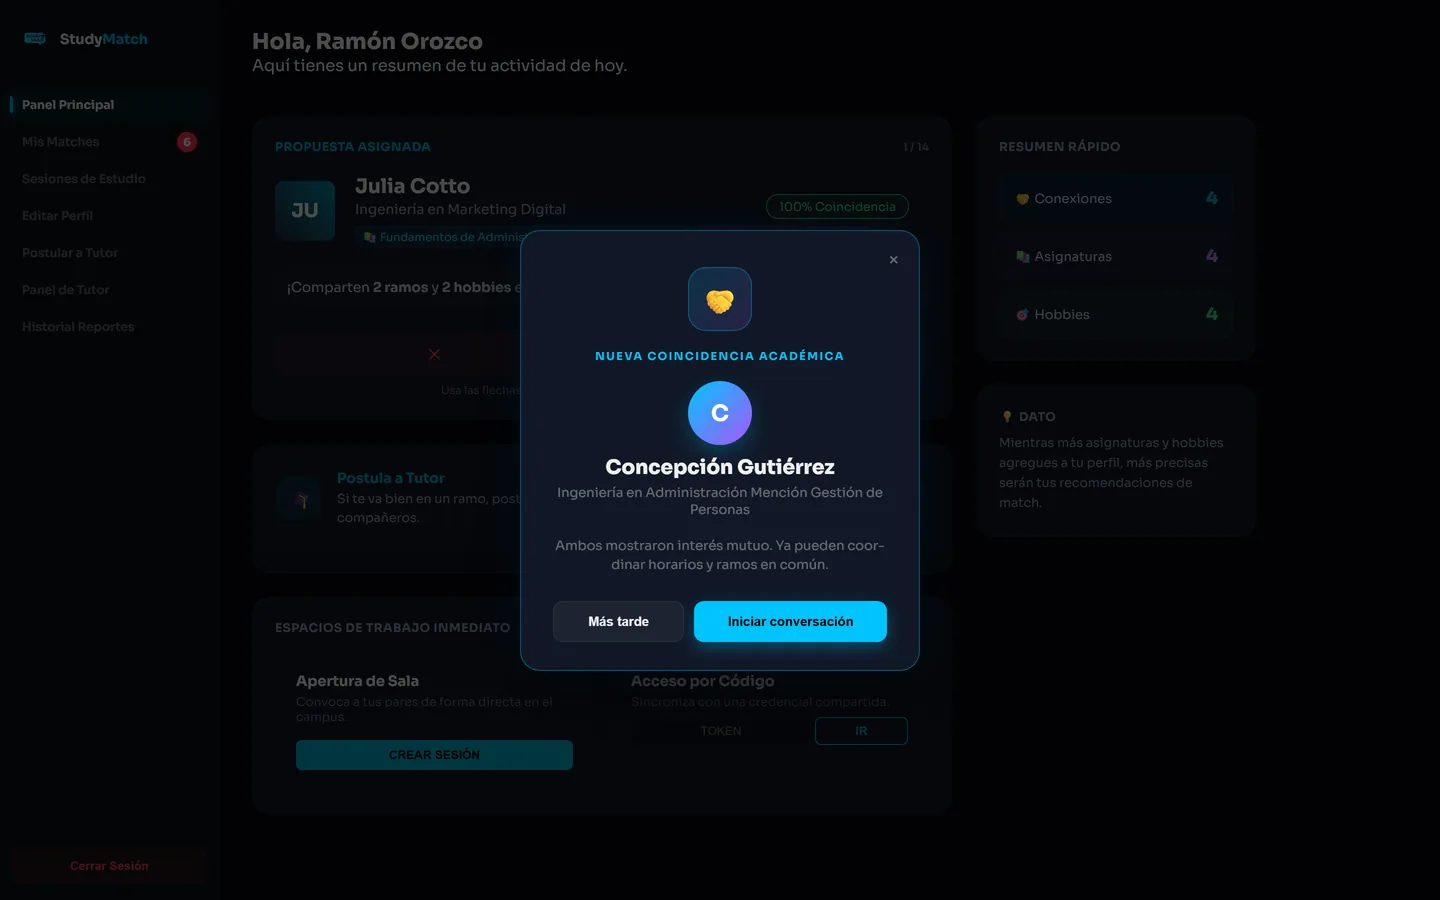 StudyMatch
Panel Principal
Mis Matches
6
Sesiones de Estudio
Editar Perfil
Postular a Tutor
Panel de Tutor
Historial Reportes
Cerrar Sesión
Hola, Ramón Orozco
Aquí tienes un resumen de tu actividad de hoy.
PROPUESTA ASIGNADA
1 / 14
JU
Julia Cotto
Ingeniería en Marketing Digital
100% Coincidencia
Fundamentos de Administ
¡Comparten 2 ramos y 2 hobbies e
Usa las flechas
Postula a Tutor
Si te va bien en un ramo, post
compañeros.
ESPACIOS DE TRABAJO INMEDIATO
Apertura de Sala
Convoca a tus pares de forma directa en el
campus.
CREAR SESIÓN
Acceso por Código
Sincroniza con una credencial compartida.
TOKEN
IR
RESUMEN RÁPIDO
Conexiones
4
Asignaturas
4
Hobbies
4
DATO
Mientras más asignaturas y hobbies
agregues a tu perfil, más precisas
serán tus recomendaciones de
match.
×
NUEVA COINCIDENCIA ACADÉMICA
C
Concepción Gutiérrez
Ingeniería en Administración Mención Gestión de
Personas
Ambos mostraron interés mutuo. Ya pueden coor-
dinar horarios y ramos en común.
Más tarde
Iniciar conversación